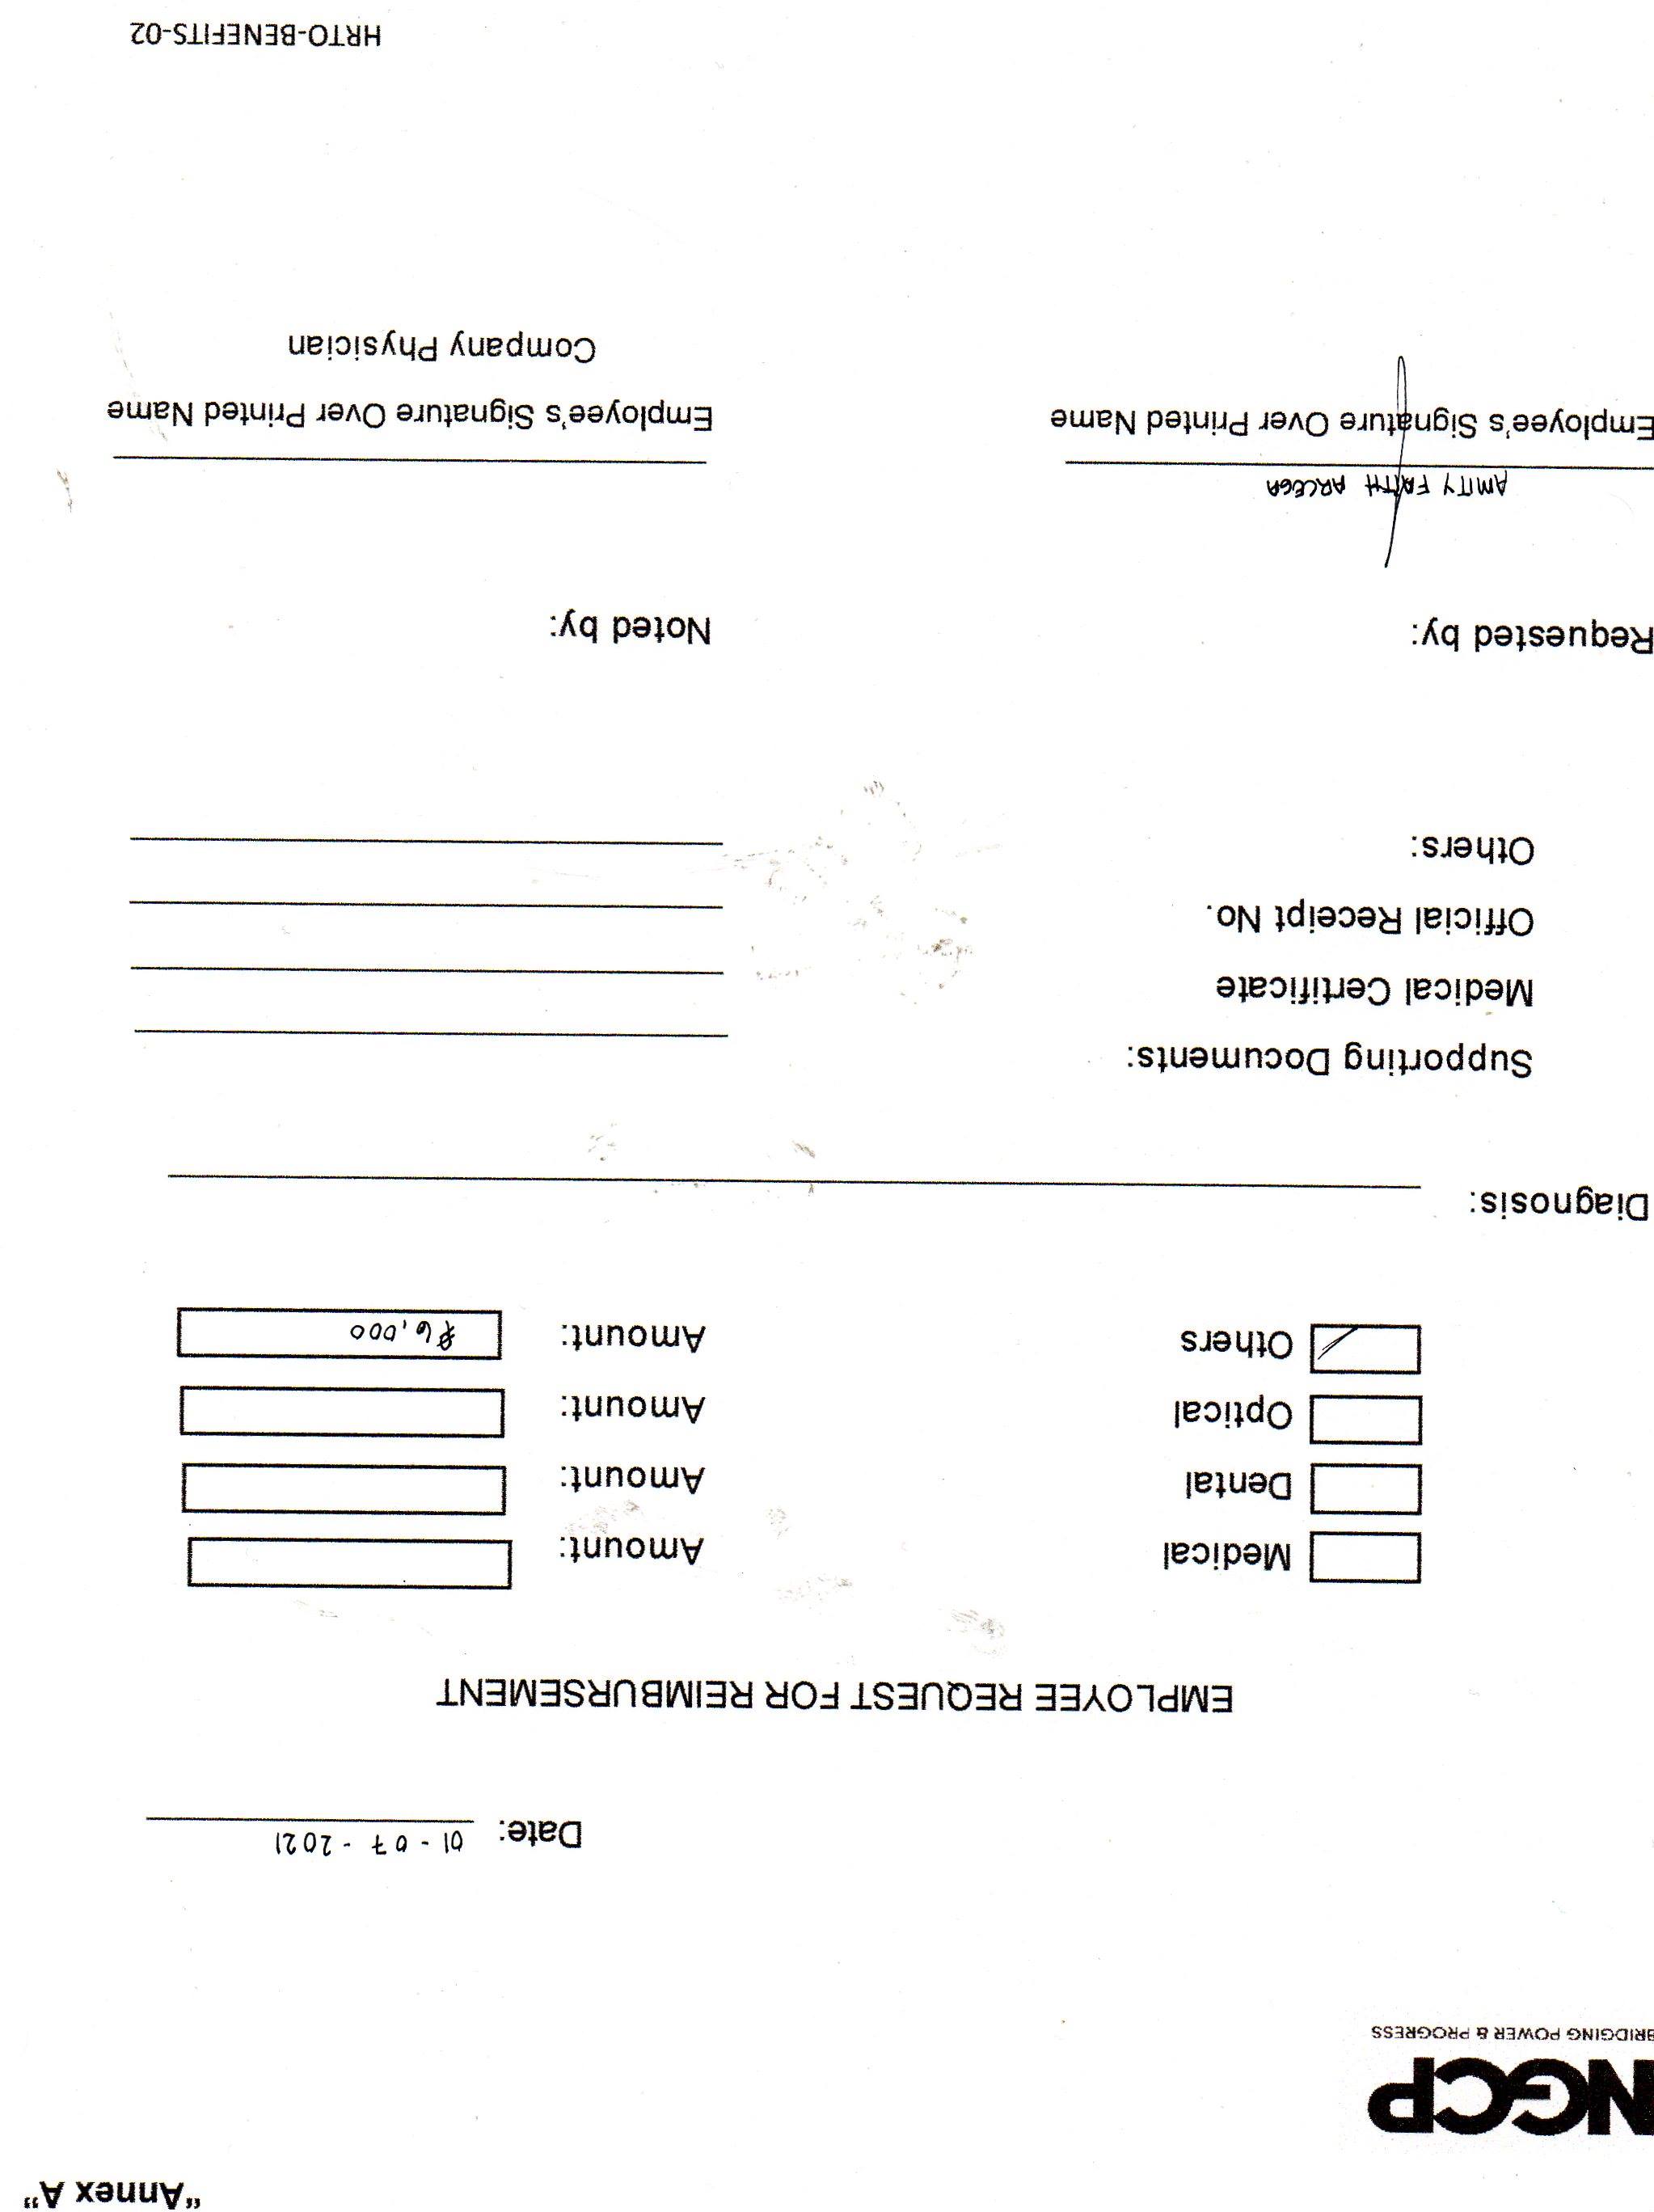 “Annex A”
NGCP
BRIDGING POWER & PROGRESS
Date: 01 - 07 - 2021
EMPLOYEE REQUEST FOR REIMBURSEMENT
Medical Amount:
Dental Amount:
Optical Amount:
Others Amount: ₱6,000
Diagnosis:
Supporting Documents:
Medical Certificate
Official Receipt No.
Others:
Requested by: Noted by:
AMITY FAITH ARCEGA
Employee’s Signature Over Printed Name Employee’s Signature Over Printed Name
Company Physician
HRTO-BENEFITS-02